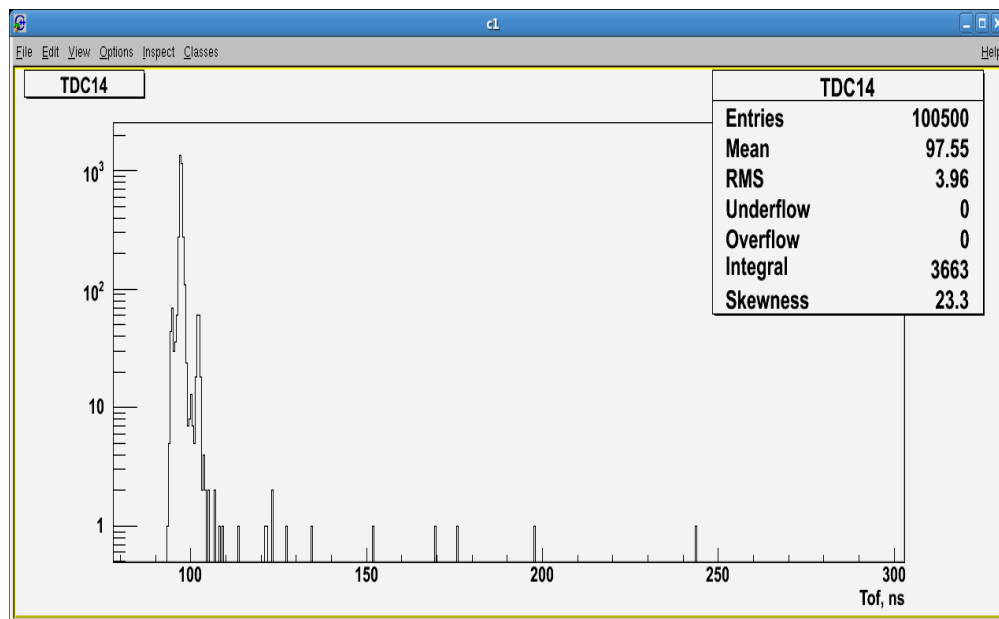 c1
File Edit View Options Inspect Classes Help
TDC14
TDC14
Entries 100500
Mean 97.55
RMS 3.96
Underflow 0
Overflow 0
Integral 3663
Skewness 23.3
10³
10²
10
1
100 150 200 250 300
Tof, ns